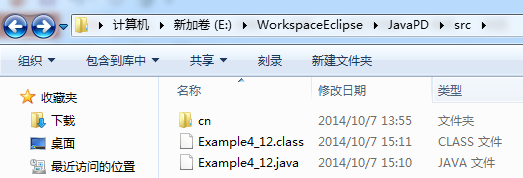 计算机 新加卷 (E:) WorkspaceEclipse JavaPD src
组织 包含到库中 共享 刻录 新建文件夹
收藏夹 名称 修改日期 类型
下载 cn 2014/10/7 13:55 文件夹
桌面 Example4_12.class 2014/10/7 15:11 CLASS 文件
最近访问的位置 Example4_12.java 2014/10/7 15:10 JAVA 文件